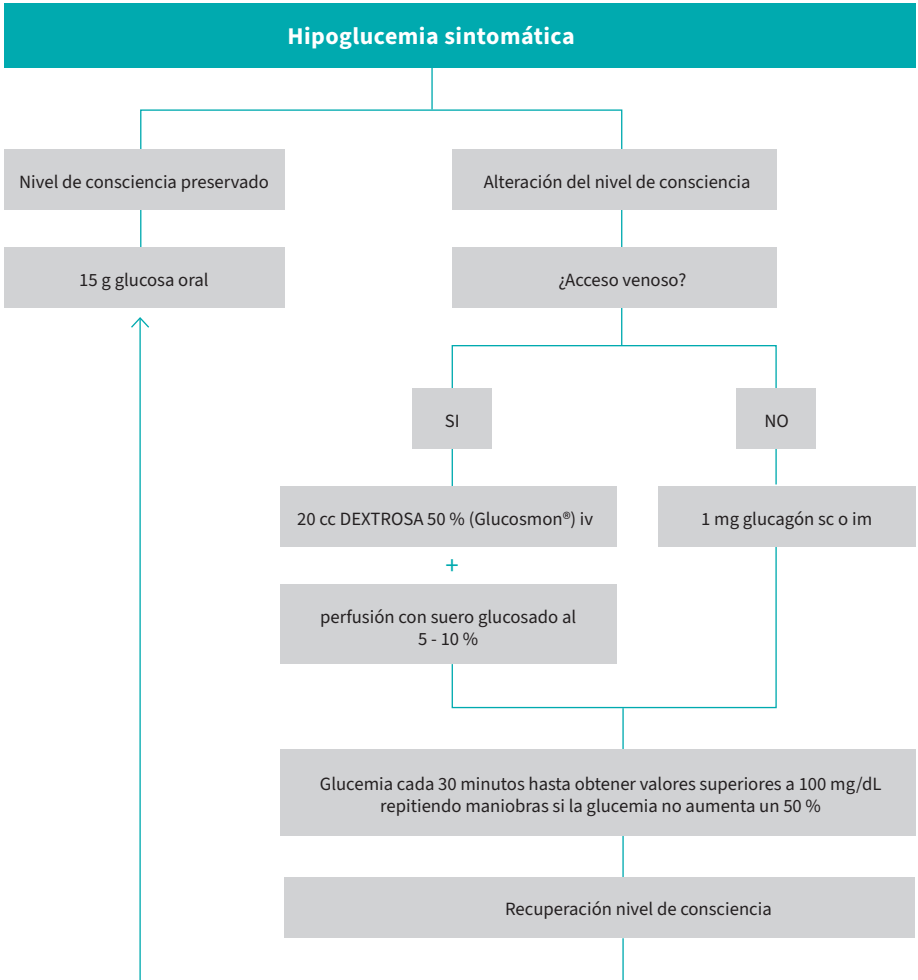 Hipoglucemia sintomática
Nivel de consciencia preservado
Alteración del nivel de consciencia
15 g glucosa oral
¿Acceso venoso?
SI
NO
20 cc DEXTROSA 50 % (Glucosmon®) iv
1 mg glucagón sc o im
+
perfusión con suero glucosado al
5 - 10 %
Glucemia cada 30 minutos hasta obtener valores superiores a 100 mg/dL
repitiendo maniobras si la glucemia no aumenta un 50 %
Recuperación nivel de consciencia